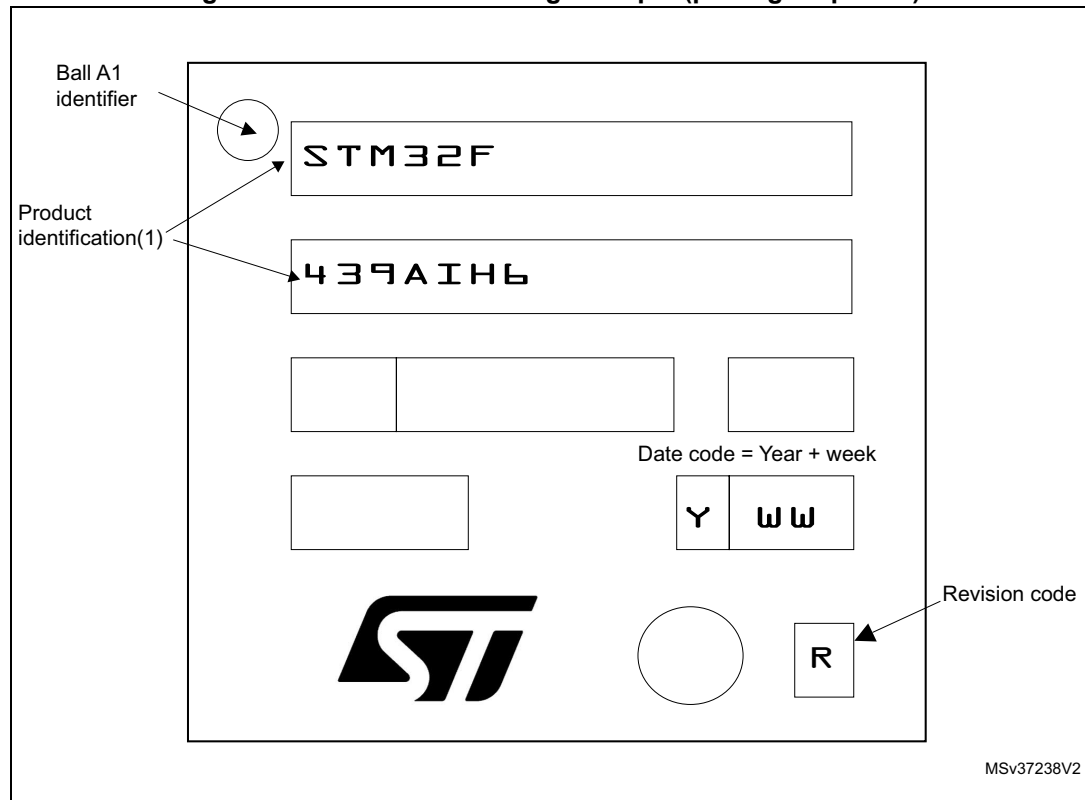 Ball A1
identifier
STM32F
Product
identification(1)
439AIH6
Date code = Year + week
Y WW
Revision code
R
MSv37238V2